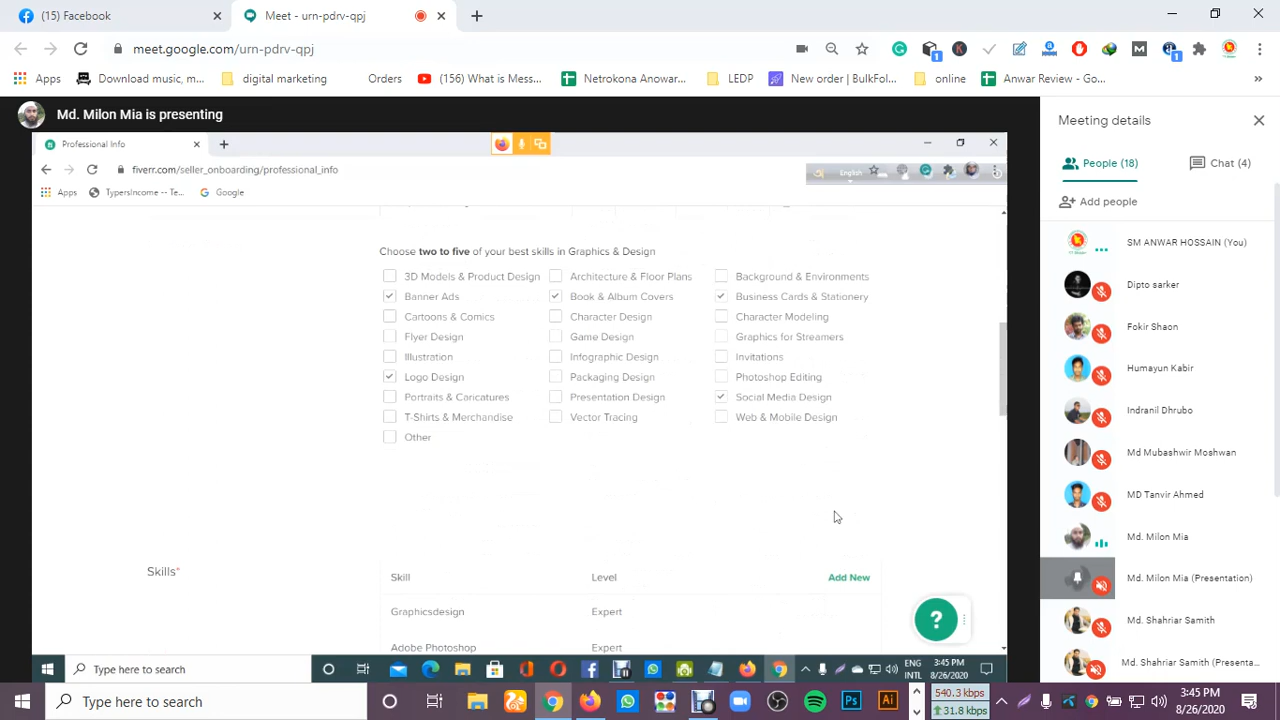 (15) Facebook
Meet - urn-pdrv-qpj
meet.google.com/urn-pdrv-qpj
Apps
Download music, m...
digital marketing
Orders
(156) What is Mess...
Netrokona Anowar...
LEDP
New order | BulkFol...
online
Anwar Review - Go...
Md. Milon Mia is presenting
Professional Info
fiverr.com/seller_onboarding/professional_info
English
Apps
TypersIncome -- Te...
Google
Choose two to five of your best skills in Graphics & Design
3D Models & Product Design
Architecture & Floor Plans
Background & Environments
Banner Ads
Book & Album Covers
Business Cards & Stationery
Cartoons & Comics
Character Design
Character Modeling
Flyer Design
Game Design
Graphics for Streamers
Illustration
Infographic Design
Invitations
Logo Design
Packaging Design
Photoshop Editing
Portraits & Caricatures
Presentation Design
Social Media Design
T-Shirts & Merchandise
Vector Tracing
Web & Mobile Design
Other
Skills*
Skill
Level
Add New
Graphicsdesign
Expert
Adobe Photoshop
Expert
?
Type here to search
ENG
INTL
3:45 PM
8/26/2020
Meeting details
People (18)
Chat (4)
Add people
SM ANWAR HOSSAIN (You)
Dipto sarker
Fokir Shaon
Humayun Kabir
Indranil Dhrubo
Md Mubashwir Moshwan
MD Tanvir Ahmed
Md. Milon Mia
Md. Milon Mia (Presentation)
Md. Shahriar Samith
Md. Shahriar Samith (Presenta...
Type here to search
Ps
Ai
540.3 kbps
31.8 kbps
3:45 PM
8/26/2020